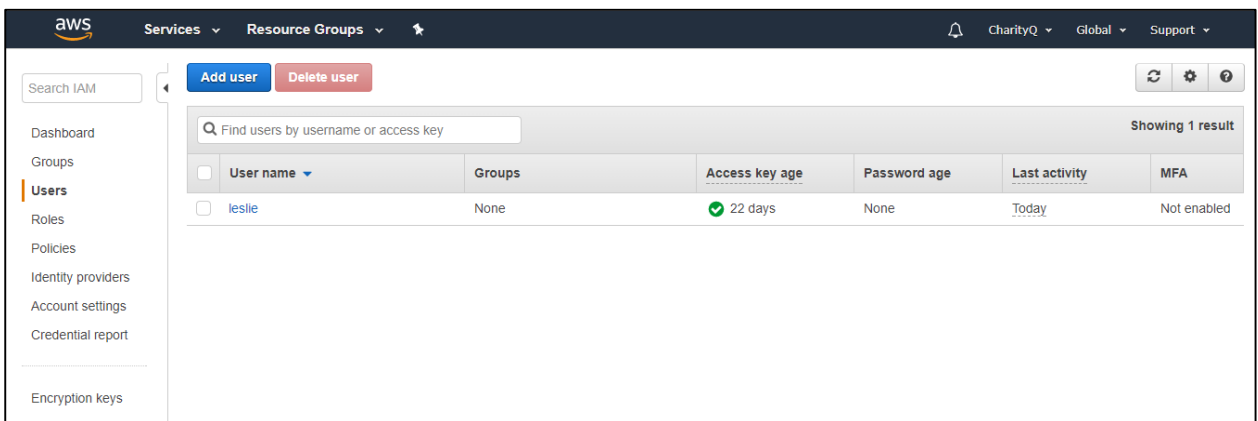 aws Services Resource Groups CharityQ Global Support
Search IAM
Add user Delete user
Dashboard
Groups
Users
Roles
Policies
Identity providers
Account settings
Credential report
Encryption keys
Find users by username or access key Showing 1 result
User name Groups Access key age Password age Last activity MFA
leslie None 22 days None Today Not enabled